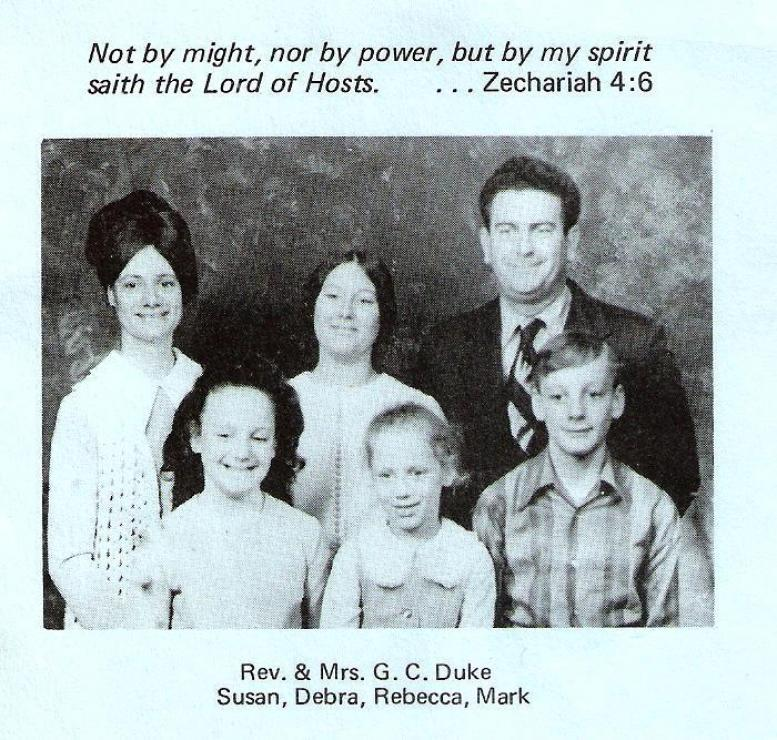 Not by might, nor by power, but by my spirit
saith the Lord of Hosts. ... Zechariah 4:6
Rev. & Mrs. G. C. Duke
Susan, Debra, Rebecca, Mark